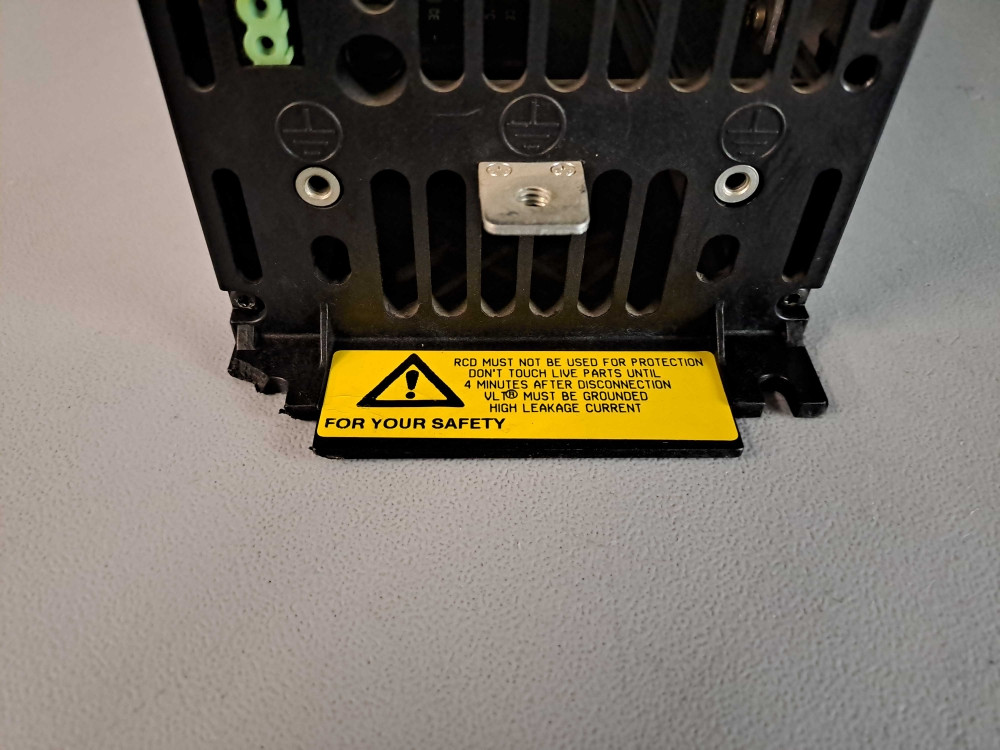 RCD MUST NOT BE USED FOR PROTECTION
DON'T TOUCH LIVE PARTS UNTIL
4 MINUTES AFTER DISCONNECTION
VLT® MUST BE GROUNDED
HIGH LEAKAGE CURRENT
FOR YOUR SAFETY